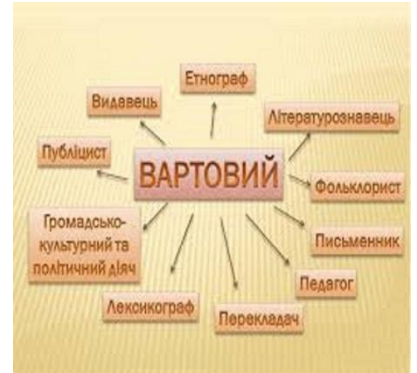 Етнограф
Видавець
Літературознавець
Публіцист
ВАРТОВИЙ
Фольклорист
Громадсько-
культурний та
політичний діяч
Письменник
Педагог
Лексикограф
Перекладач